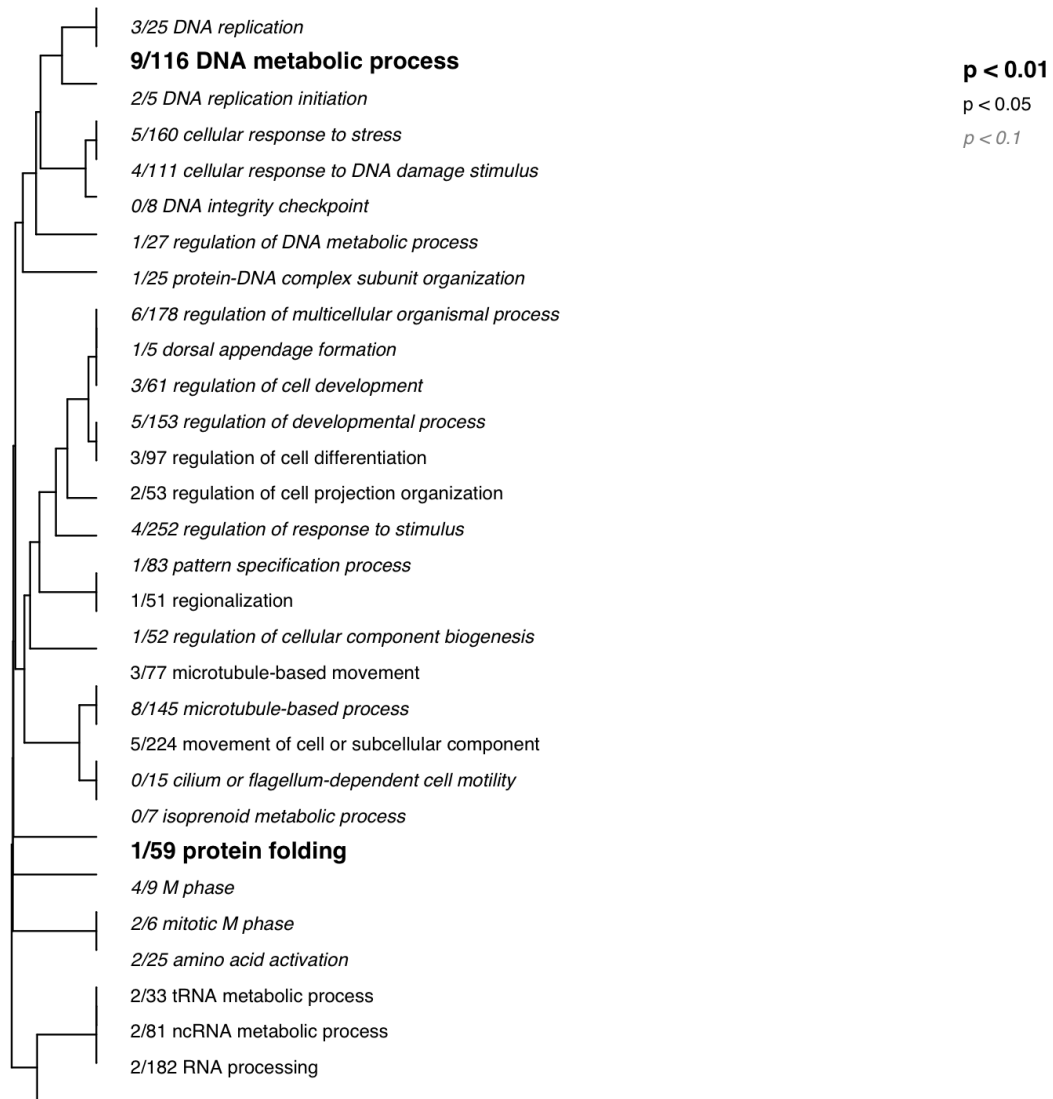 3/25 DNA replication
9/116 DNA metabolic process
p < 0.01
2/5 DNA replication initiation
p < 0.05
5/160 cellular response to stress
p < 0.1
4/111 cellular response to DNA damage stimulus
0/8 DNA integrity checkpoint
1/27 regulation of DNA metabolic process
1/25 protein-DNA complex subunit organization
6/178 regulation of multicellular organismal process
1/5 dorsal appendage formation
3/61 regulation of cell development
5/153 regulation of developmental process
3/97 regulation of cell differentiation
2/53 regulation of cell projection organization
4/252 regulation of response to stimulus
1/83 pattern specification process
1/51 regionalization
1/52 regulation of cellular component biogenesis
3/77 microtubule-based movement
8/145 microtubule-based process
5/224 movement of cell or subcellular component
0/15 cilium or flagellum-dependent cell motility
0/7 isoprenoid metabolic process
1/59 protein folding
4/9 M phase
2/6 mitotic M phase
2/25 amino acid activation
2/33 tRNA metabolic process
2/81 ncRNA metabolic process
2/182 RNA processing